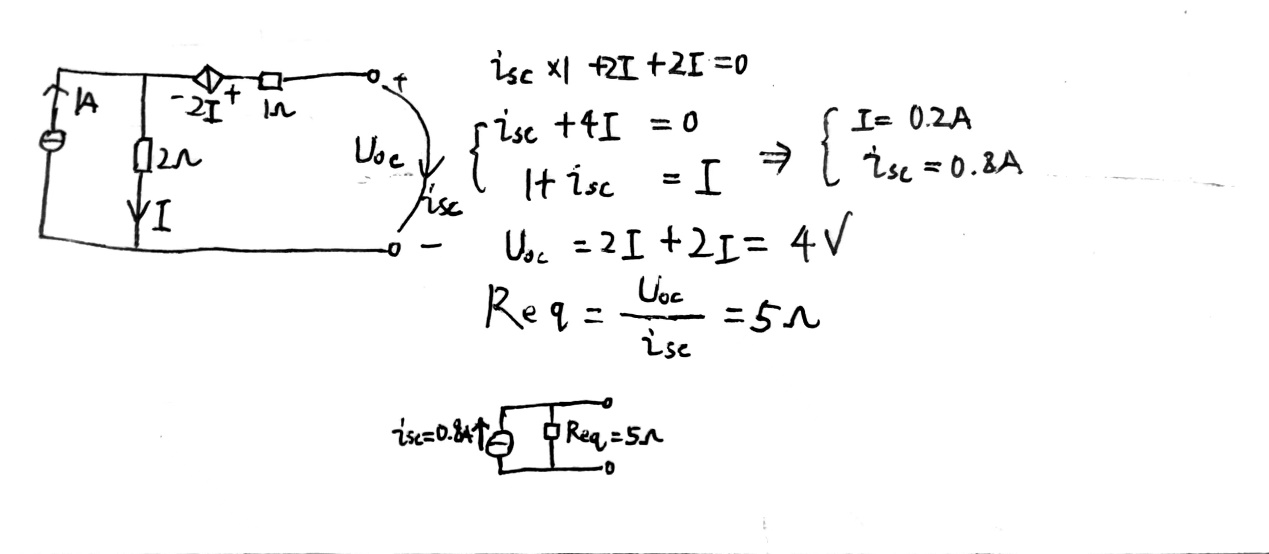 1A
- 2I +
1Ω
2Ω
I
+
Uoc
isc
-
isc ×1 +2I +2I =0
{ isc +4I = 0
1+ isc = I
⇒ { I = 0.2A
isc = 0.8A
Uoc = 2I + 2I = 4V
Req = Uoc / isc = 5Ω
isc=0.8A↑
Req=5Ω